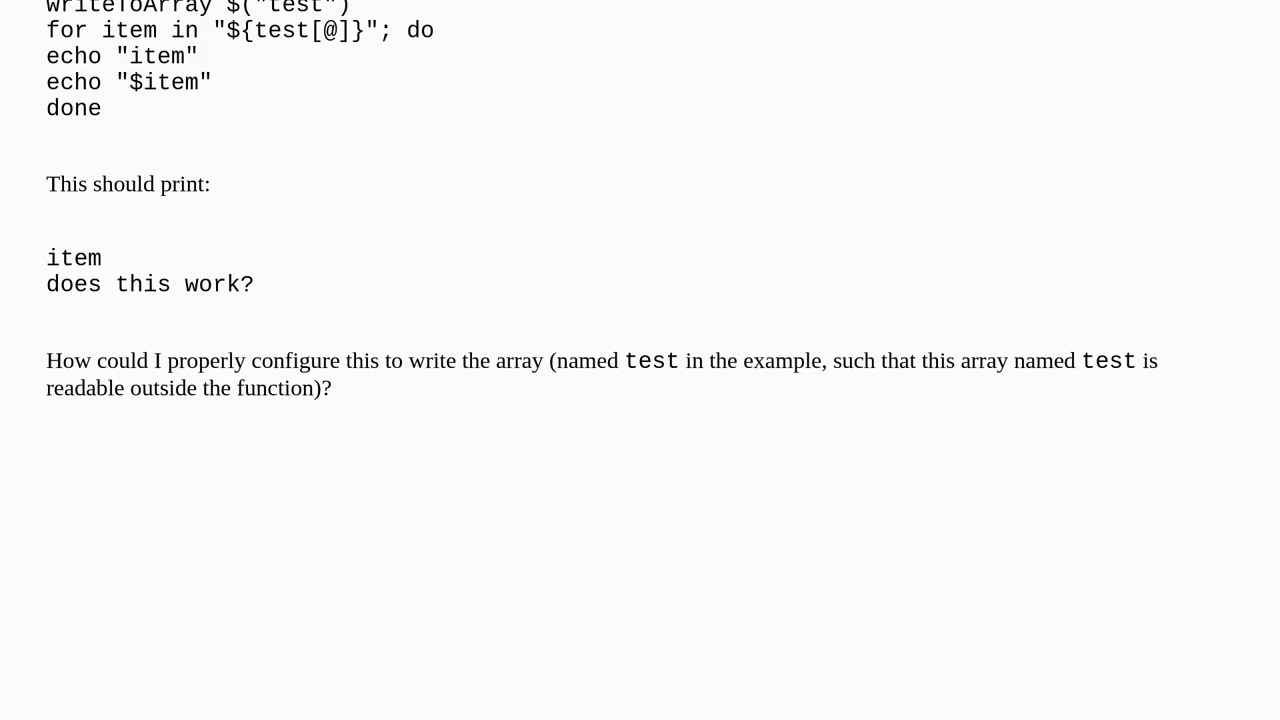 writeToArray $("test")
for item in "${test[@]}"; do
echo "item"
echo "$item"
done
This should print:
item
does this work?
How could I properly configure this to write the array (named test in the example, such that this array named test is
readable outside the function)?